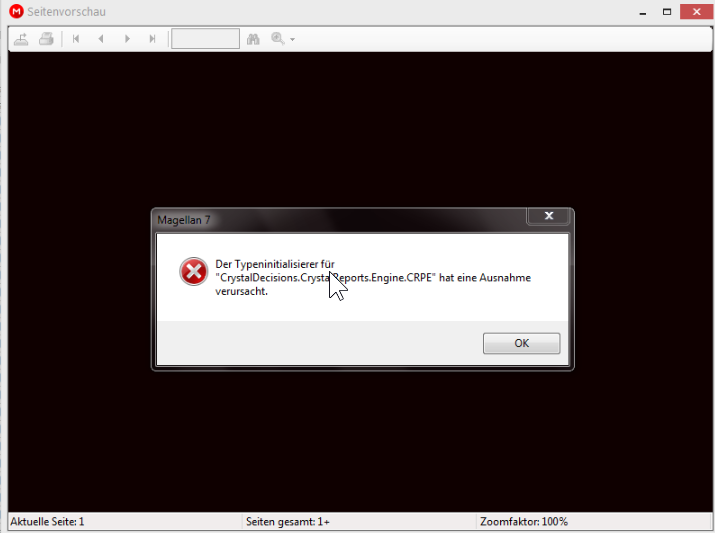 M Seitenvorschau
Magellan 7
Der Typeninitialisierer für
"CrystalDecisions.CrystalReports.Engine.CRPE" hat eine Ausnahme
verursacht.
OK
Aktuelle Seite: 1 Seiten gesamt: 1+ Zoomfaktor: 100%